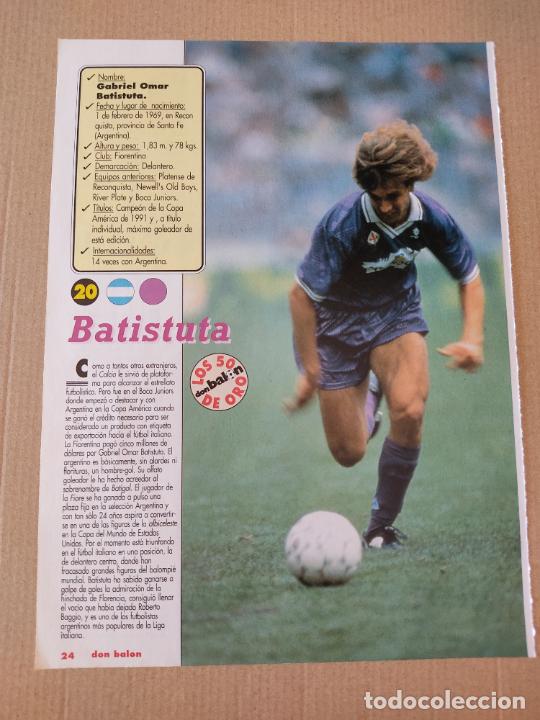 ✓ Nombre:
Gabriel Omar
Batistuta.
✓ Fecha y lugar de nacimiento:
1 de febrero de 1969, en Recon
quista, provincia de Santa Fe
(Argentina).
✓ Altura y peso: 1,83 m. y 78 kgs.
✓ Club: Fiorentina
✓ Demarcación: Delantero.
✓ Equipos anteriores: Platense de
Reconquista, Newell's Old Boys,
River Plate y Boca Juniors.
✓ Títulos: Campeón de la Copa
América de 1991 y , a título
individual, máximo goleador de
está edición.
✓ Internacionalidades:
14 veces con Argentina.
20
Batistuta
LOS 50
don balón
DE ORO
Como a tantos otros extranjeros,
el Calcio le sirvió de platafor-
ma para alcanzar el estrellato
futbolístico. Pero fue en el Boca Juniors
donde empezó a destacar y con
Argentina en la Copa América cuando
se ganó el crédito necesario para ser
considerado un producto con etiqueta
de exportación hacia el fútbol italiano.
La Fiorentina pagó cinco millones de
dólares por Gabriel Omar Batistuta. El
argentino es básicamente, sin alardes ni
florituras, un hombre-gol. Su olfato
goleador le ha hecho acreedor al
sobrenombre de Batigol. El jugador de
la Fiore se ha ganado a pulso una
plaza fija en la selección Argentina y
con tan sólo 24 años aspira a convertir-
se en una de las figuras de la albiceleste
en la Copa del Mundo de Estados
Unidos. Por el momento está triunfando
en el fútbol italiano en una posición, la
de delantero centro, donde han
fracasado grandes figuras del balompié
mundial. Batistuta ha sabido ganarse a
golpe de goles la admiración de la
hinchada de Florencia, consiguió llenar
el vacío que había dejado Roberto
Baggio, y es uno de los futbolistas
argentinos más populares de la Liga
italiana.
24 don balon
todocoleccion.net